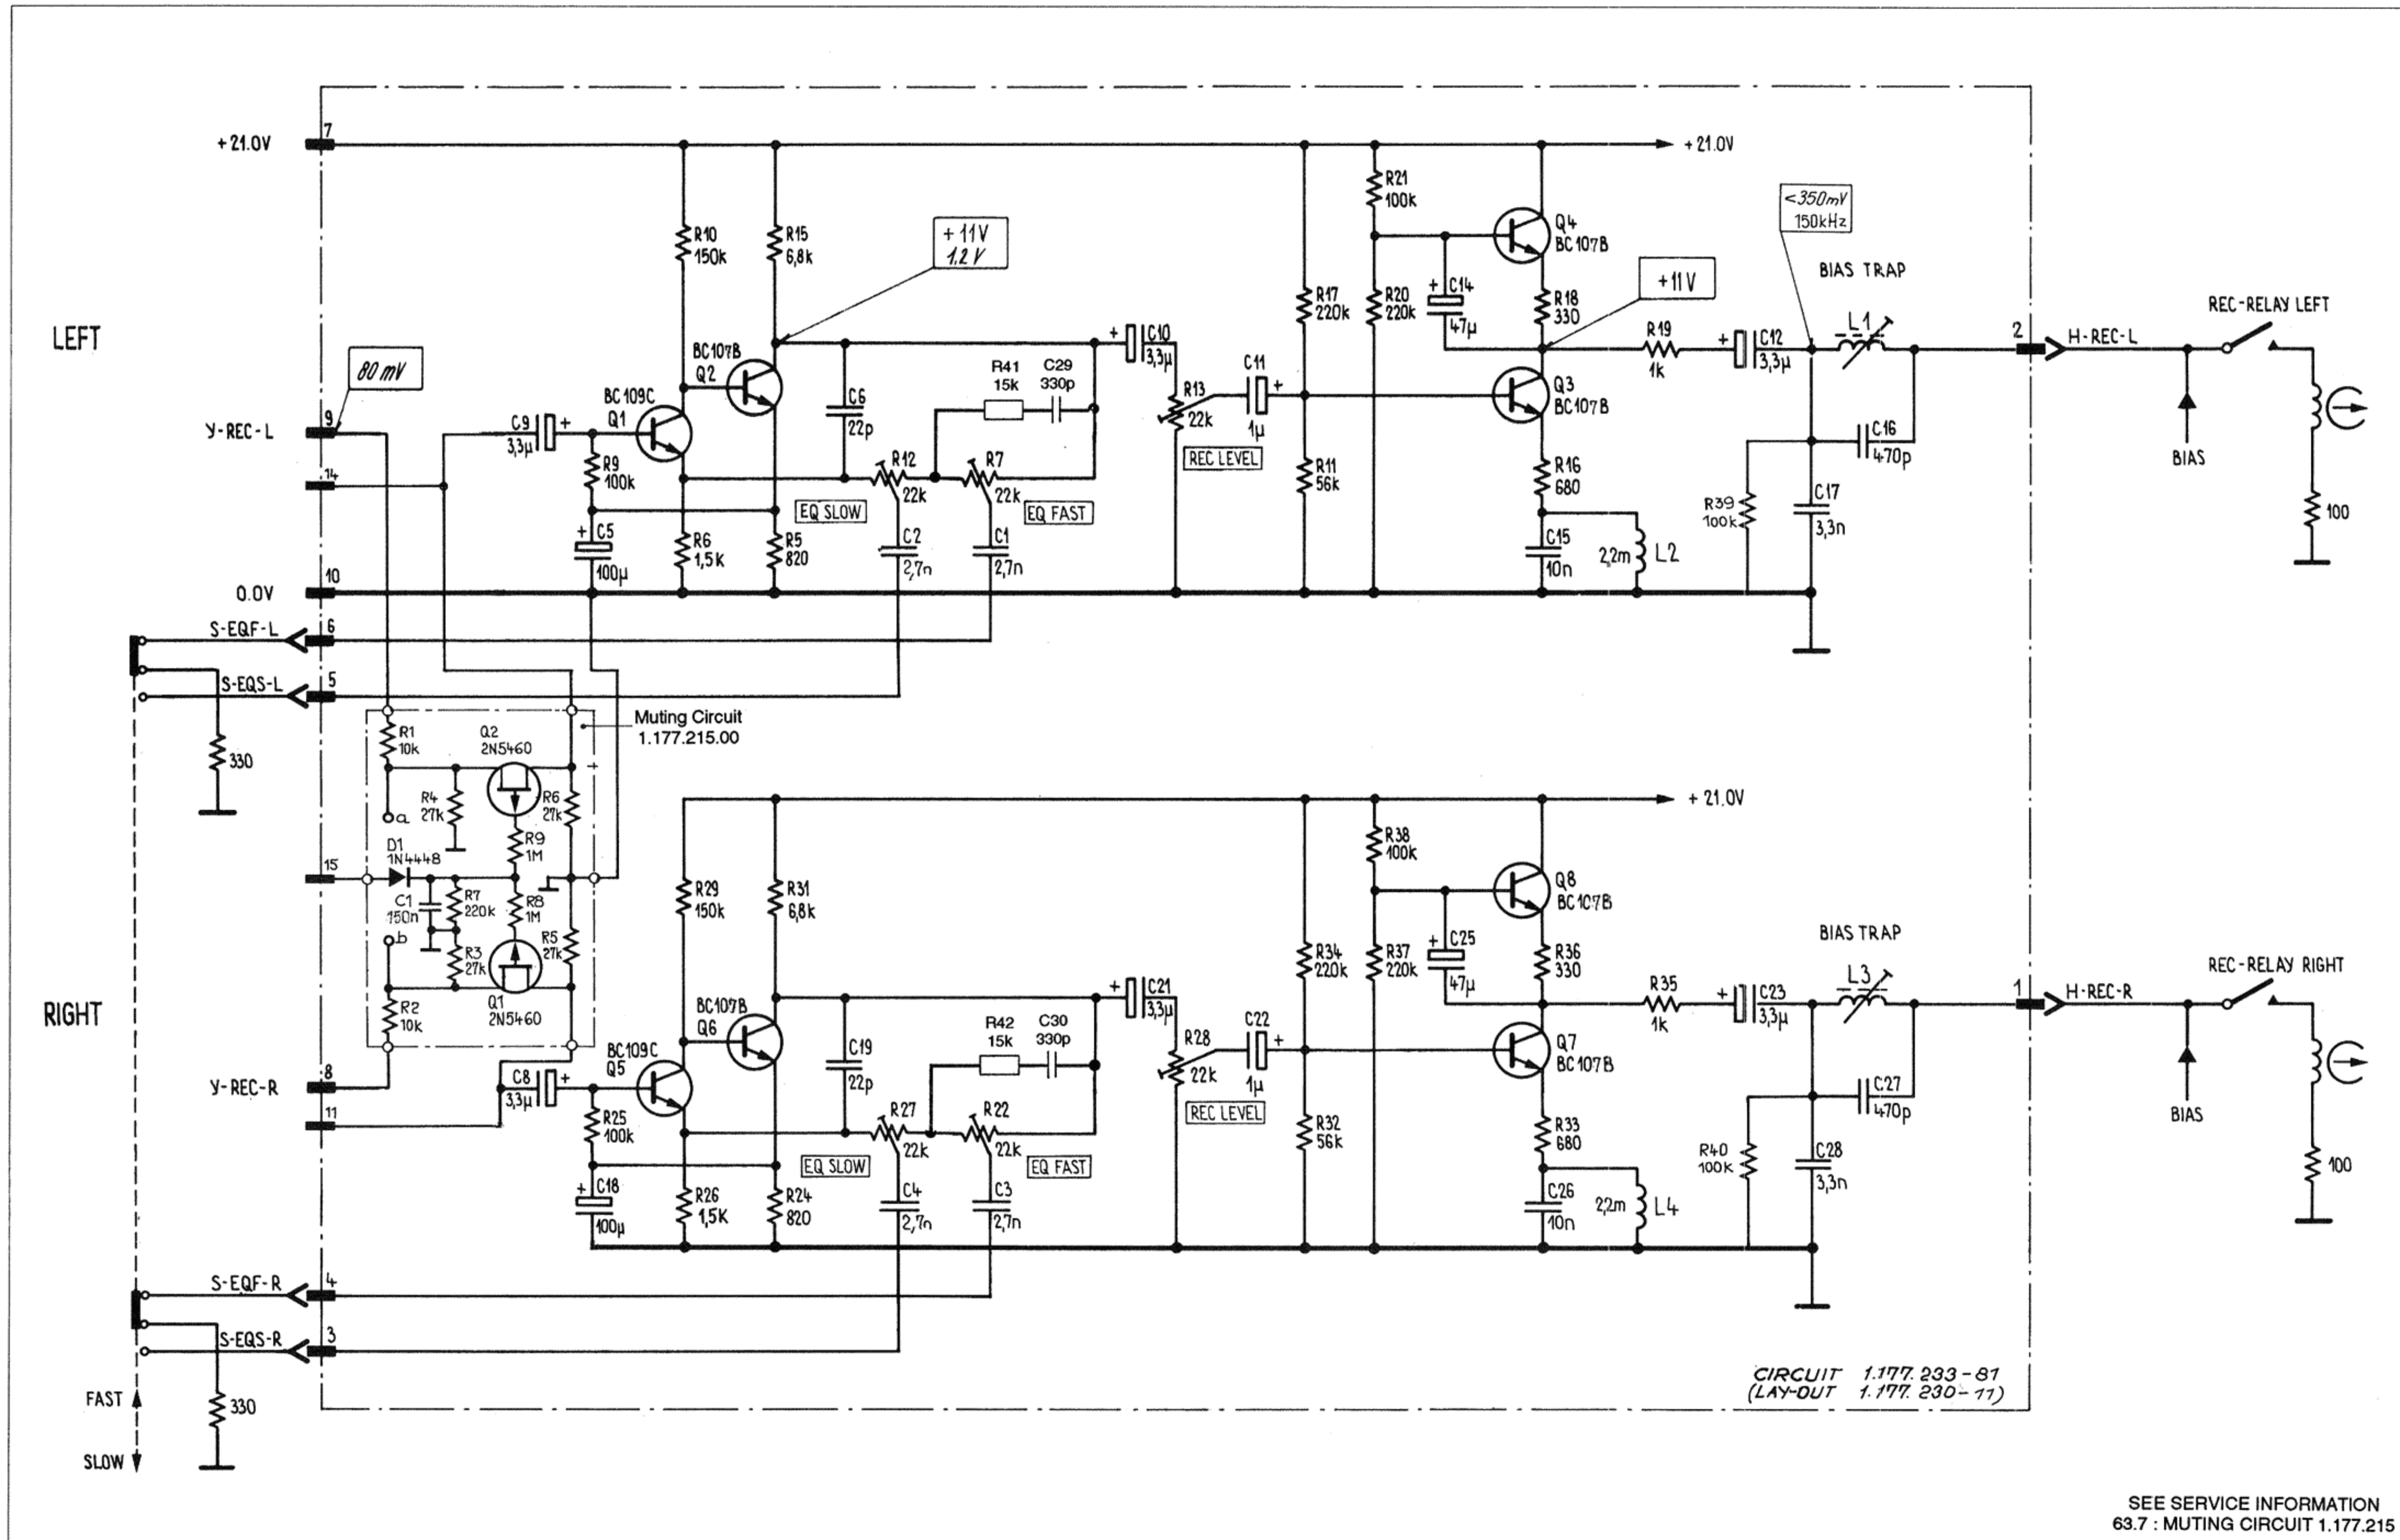 +21.0V
7
+21.0V
R21
100k
Q4
BC107B
<350mV
150kHz
R10
150k
R15
6,8k
+11V
1.2V
BIAS TRAP
+11V
R17
220k
R20
220k
+
C14
47µ
R18
330
REC-RELAY LEFT
LEFT
80mV
BC107B
Q2
+
C10
3,3µ
R19
1k
+
C12
3,3µ
L1
2
H-REC-L
R41
15k
C29
330p
C11
+
1µ
R13
22k
Q3
BC107B
BC109C
Q1
C6
22p
Y-REC-L
9
C9
3,3µ
+
REC LEVEL
C16
470p
BIAS
14
R9
100k
R12
22k
R7
22k
R11
56k
R16
680
EQ SLOW
EQ FAST
R39
100k
C17
3,3n
100
+
C5
100µ
R6
1,5k
R5
820
C2
2,7n
C1
2,7n
C15
10n
2,2m
L2
0.0V
10
S-EQF-L
6
S-EQS-L
5
Muting Circuit
1.177.215.00
R1
10k
Q2
2N5460
330
R4
27k
R6
27k
a
+21.0V
R9
1M
D1
1N4448
15
C1
150n
R7
220k
R8
1M
b
R3
27k
R5
27k
R2
10k
Q1
2N5460
R29
150k
R31
6,8k
R38
100k
Q8
BC107B
BIAS TRAP
R34
220k
R37
220k
+
C25
47µ
R36
330
REC-RELAY RIGHT
RIGHT
BC107B
Q6
+
C21
3,3µ
R35
1k
+
C23
3,3µ
L3
1
H-REC-R
R42
15k
C30
330p
C22
+
1µ
R28
22k
Q7
BC107B
BC109C
Q5
C19
22p
Y-REC-R
8
C8
3,3µ
+
REC LEVEL
C27
470p
BIAS
11
R25
100k
R27
22k
R22
22k
R32
56k
R33
680
EQ SLOW
EQ FAST
R40
100k
C28
3,3n
100
+
C18
100µ
R26
1,5K
R24
820
C4
2,7n
C3
2,7n
C26
10n
2,2m
L4
S-EQF-R
4
S-EQS-R
3
FAST
SLOW
330
CIRCUIT 1.177.233-81
(LAY-OUT 1.177.230-11)
SEE SERVICE INFORMATION
63.7 : MUTING CIRCUIT 1.177.215